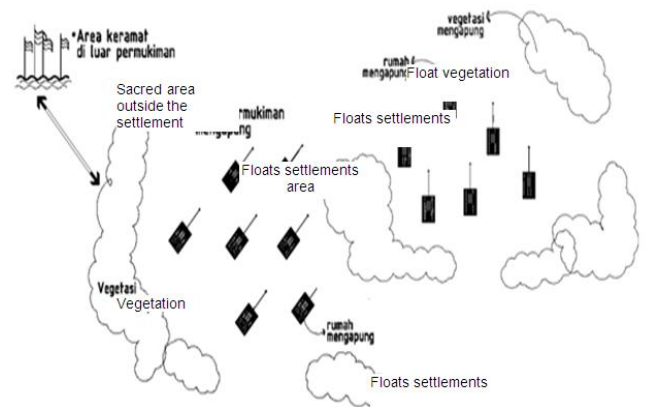 •Area keramat
di luar permukiman
Sacred area
outside the
settlement
vegetasi
mengapung
rumah
mengapung
Float vegetation
Floats settlements
mengapung
Floats settlements
area
Vegetasi
Vegetation
rumah
mengapung
Floats settlements